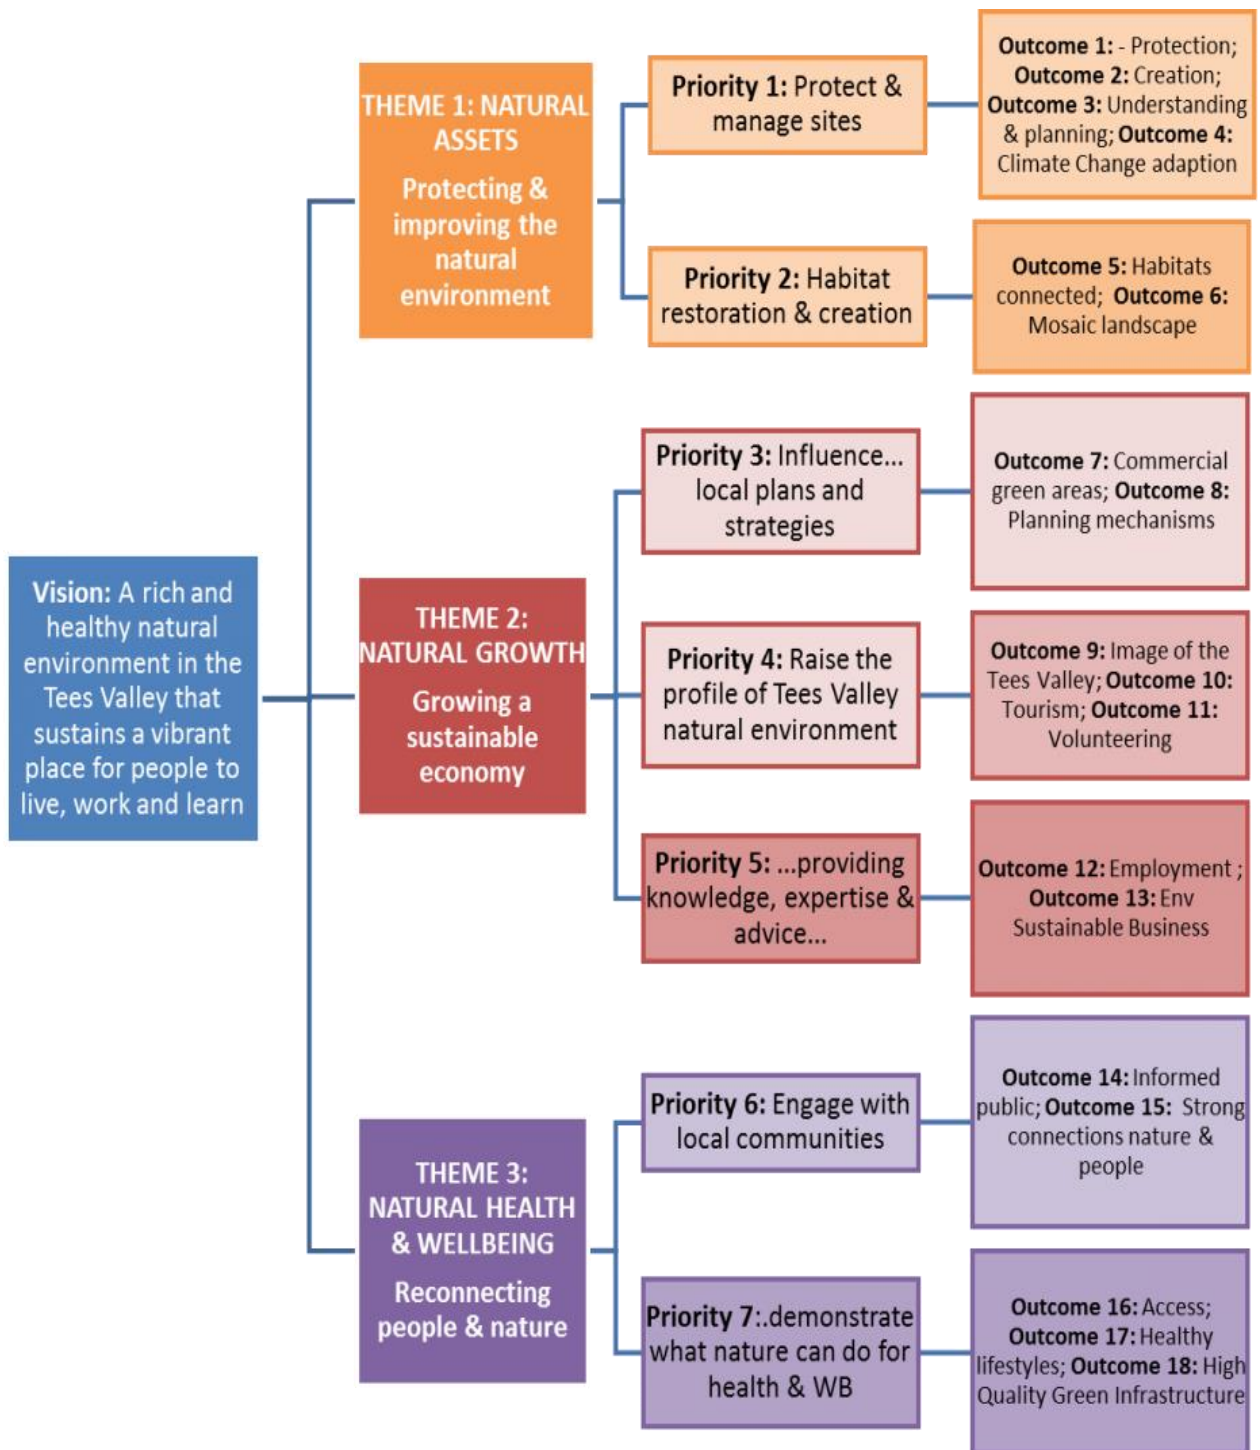 Vision: A rich and
healthy natural
environment in the
Tees Valley that
sustains a vibrant
place for people to
live, work and learn
THEME 1: NATURAL
ASSETS
Protecting &
improving the
natural
environment
Priority 1: Protect &
manage sites
Outcome 1: - Protection;
Outcome 2: Creation;
Outcome 3: Understanding
& planning; Outcome 4:
Climate Change adaption
Priority 2: Habitat
restoration & creation
Outcome 5: Habitats
connected; Outcome 6:
Mosaic landscape
THEME 2:
NATURAL GROWTH
Growing a
sustainable
economy
Priority 3: Influence...
local plans and
strategies
Outcome 7: Commercial
green areas; Outcome 8:
Planning mechanisms
Priority 4: Raise the
profile of Tees Valley
natural environment
Outcome 9: Image of the
Tees Valley; Outcome 10:
Tourism; Outcome 11:
Volunteering
Priority 5: ...providing
knowledge, expertise &
advice...
Outcome 12: Employment ;
Outcome 13: Env
Sustainable Business
THEME 3:
NATURAL HEALTH
& WELLBEING
Reconnecting
people & nature
Priority 6: Engage with
local communities
Outcome 14: Informed
public; Outcome 15: Strong
connections nature &
people
Priority 7:.demonstrate
what nature can do for
health & WB
Outcome 16: Access;
Outcome 17: Healthy
lifestyles; Outcome 18: High
Quality Green Infrastructure